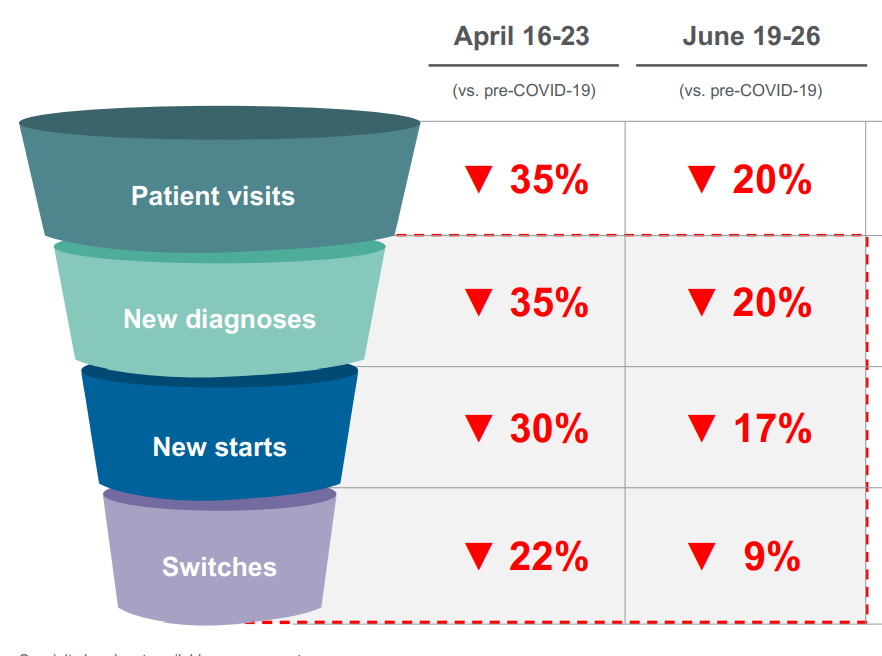 April 16-23 June 19-26
(vs. pre-COVID-19) (vs. pre-COVID-19)
Patient visits ▼ 35% ▼ 20%
New diagnoses ▼ 35% ▼ 20%
New starts ▼ 30% ▼ 17%
Switches ▼ 22% ▼ 9%